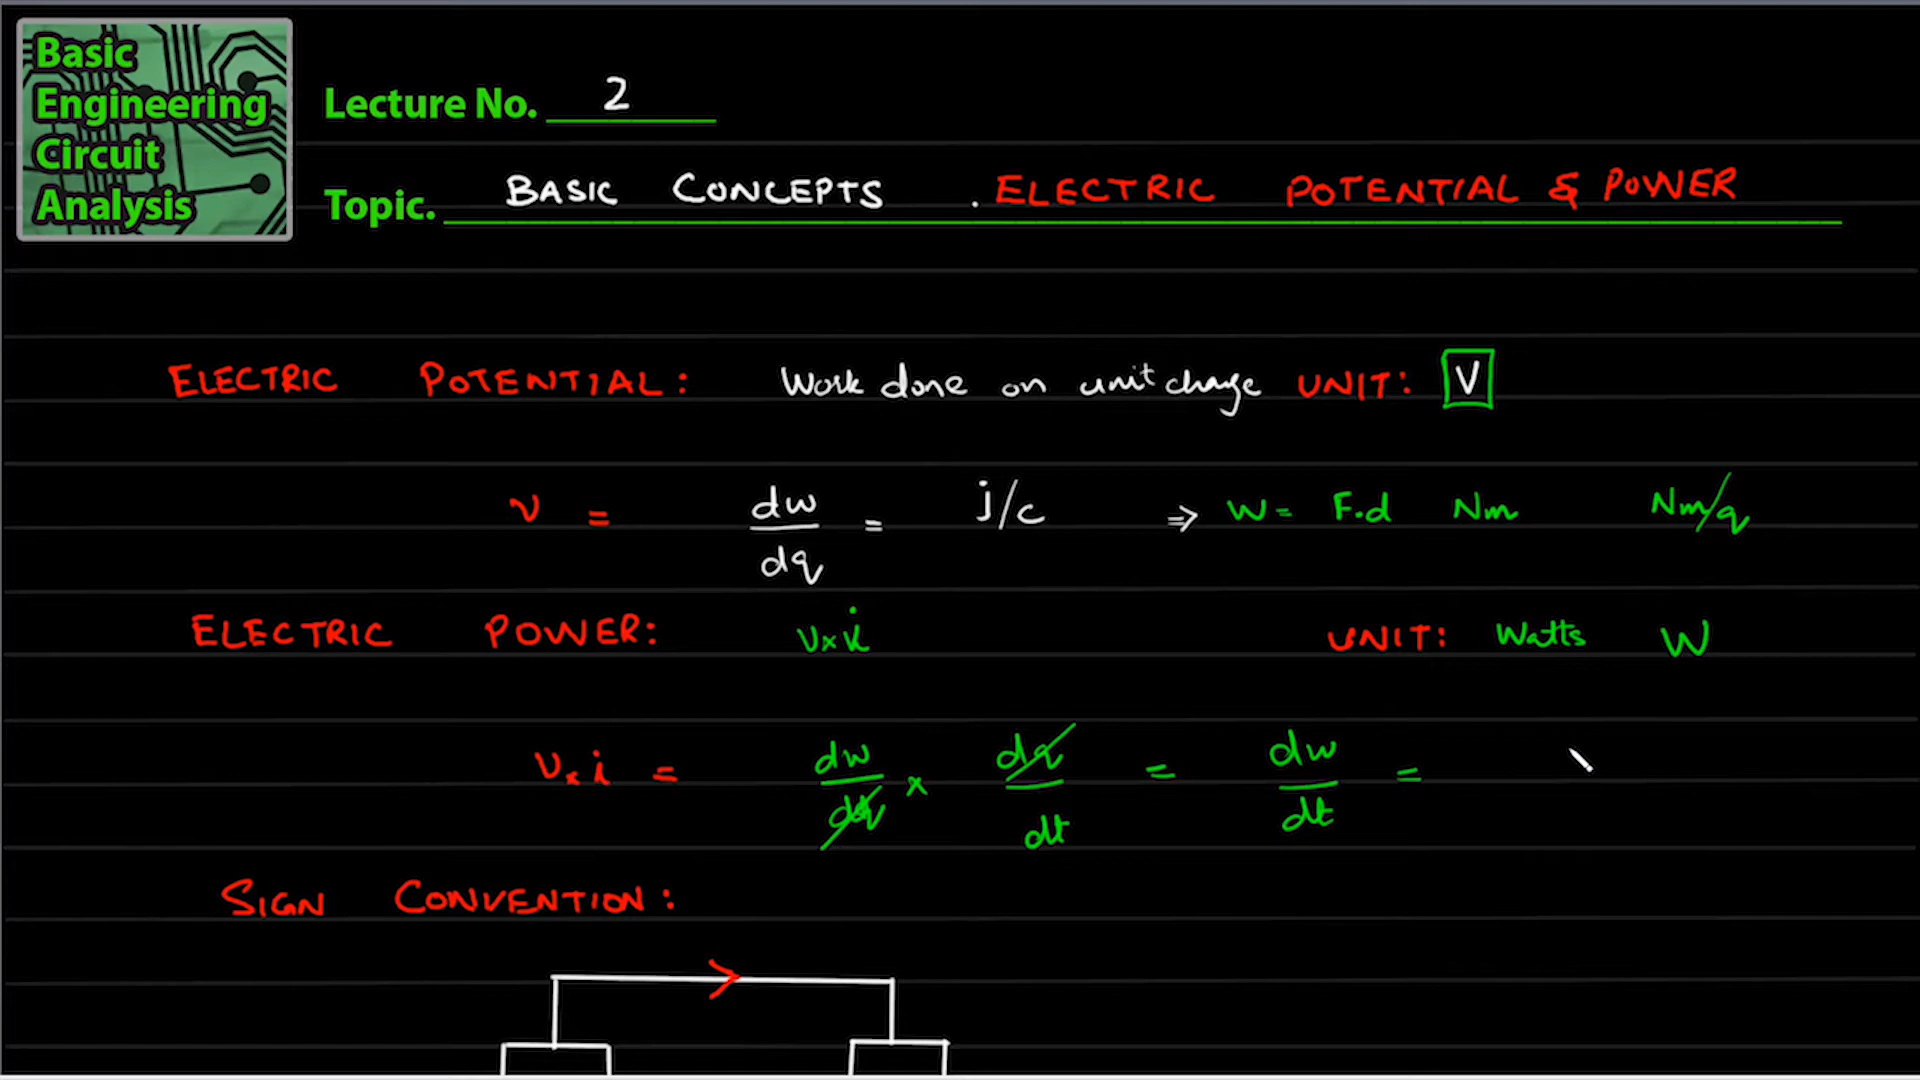 Basic
Engineering
Circuit
Analysis
Lecture No. 2
Topic. BASIC CONCEPTS . ELECTRIC POTENTIAL & POWER
ELECTRIC POTENTIAL: Work done on unit charge UNIT: V
v = dw/dq = j/c ⇒ W = F.d Nm Nm/q
ELECTRIC POWER: v×i UNIT: Watts W
v×i = dw/dq × dq/dt = dw/dt =
SIGN CONVENTION: